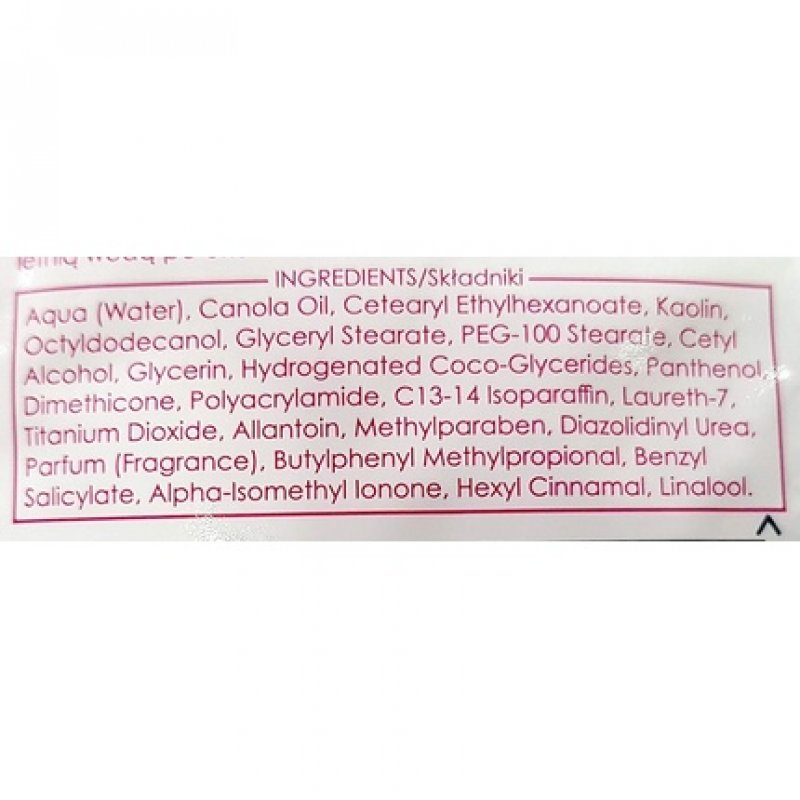 INGREDIENTS/Składniki
Aqua (Water), Canola Oil, Cetearyl Ethylhexanoate, Kaolin,
Octyldodecanol, Glyceryl Stearate, PEG-100 Stearate, Cetyl
Alcohol, Glycerin, Hydrogenated Coco-Glycerides, Panthenol,
Dimethicone, Polyacrylamide, C13-14 Isoparaffin, Laureth-7,
Titanium Dioxide, Allantoin, Methylparaben, Diazolidinyl Urea,
Parfum (Fragrance), Butylphenyl Methylpropional, Benzyl
Salicylate, Alpha-Isomethyl Ionone, Hexyl Cinnamal, Linalool.